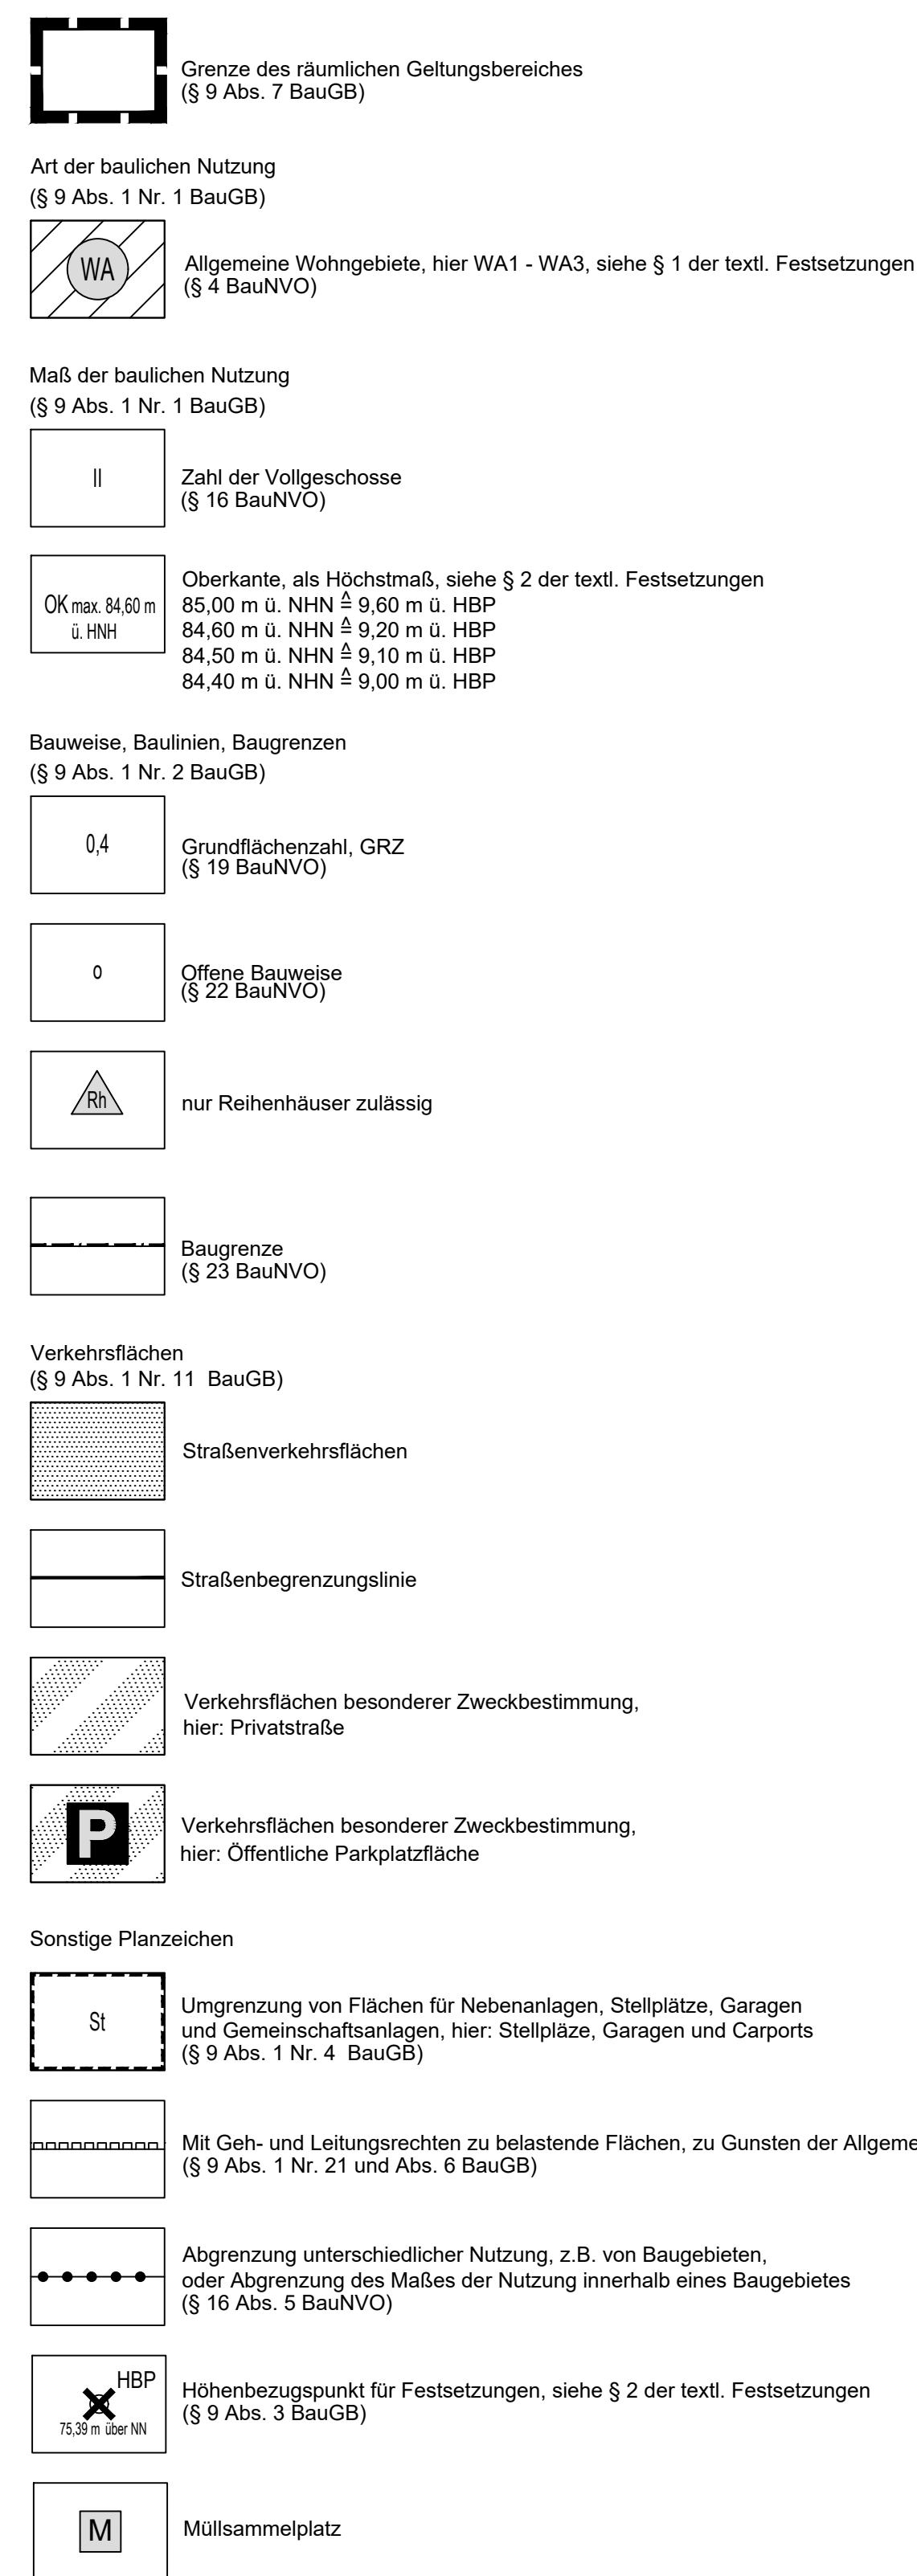 Grenze des räumlichen Geltungsbereiches
(§ 9 Abs. 7 BauGB)
Art der baulichen Nutzung
(§ 9 Abs. 1 Nr. 1 BauGB)
WA
Allgemeine Wohngebiete, hier WA1 - WA3, siehe § 1 der textl. Festsetzungen
(§ 4 BauNVO)
Maß der baulichen Nutzung
(§ 9 Abs. 1 Nr. 1 BauGB)
II
Zahl der Vollgeschosse
(§ 16 BauNVO)
OK max. 84,60 m
ü. HNH
Oberkante, als Höchstmaß, siehe § 2 der textl. Festsetzungen
85,00 m ü. NHN ≙ 9,60 m ü. HBP
84,60 m ü. NHN ≙ 9,20 m ü. HBP
84,50 m ü. NHN ≙ 9,10 m ü. HBP
84,40 m ü. NHN ≙ 9,00 m ü. HBP
Bauweise, Baulinien, Baugrenzen
(§ 9 Abs. 1 Nr. 2 BauGB)
0,4
Grundflächenzahl, GRZ
(§ 19 BauNVO)
o
Offene Bauweise
(§ 22 BauNVO)
Rh
nur Reihenhäuser zulässig
Baugrenze
(§ 23 BauNVO)
Verkehrsflächen
(§ 9 Abs. 1 Nr. 11 BauGB)
Straßenverkehrsflächen
Straßenbegrenzungslinie
Verkehrsflächen besonderer Zweckbestimmung,
hier: Privatstraße
P
Verkehrsflächen besonderer Zweckbestimmung,
hier: Öffentliche Parkplatzfläche
Sonstige Planzeichen
St
Umgrenzung von Flächen für Nebenanlagen, Stellplätze, Garagen
und Gemeinschaftsanlagen, hier: Stellpläze, Garagen und Carports
(§ 9 Abs. 1 Nr. 4 BauGB)
Mit Geh- und Leitungsrechten zu belastende Flächen, zu Gunsten der Allgeme
(§ 9 Abs. 1 Nr. 21 und Abs. 6 BauGB)
Abgrenzung unterschiedlicher Nutzung, z.B. von Baugebieten,
oder Abgrenzung des Maßes der Nutzung innerhalb eines Baugebietes
(§ 16 Abs. 5 BauNVO)
HBP
75,39 m über NN
Höhenbezugspunkt für Festsetzungen, siehe § 2 der textl. Festsetzungen
(§ 9 Abs. 3 BauGB)
M
Müllsammelplatz